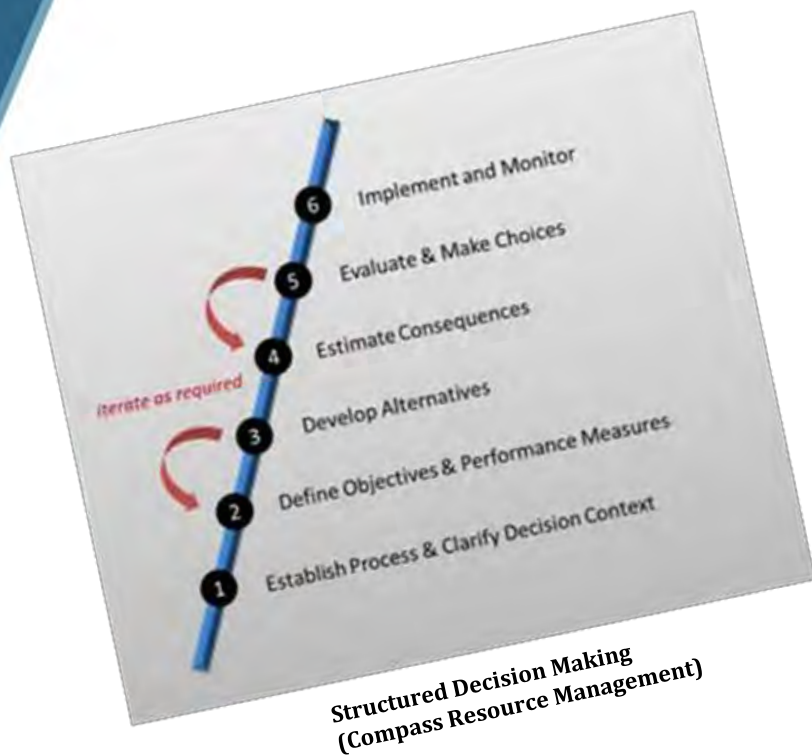 6 Implement and Monitor
5 Evaluate & Make Choices
4 Estimate Consequences
iterate as required
3 Develop Alternatives
2 Define Objectives & Performance Measures
1 Establish Process & Clarify Decision Context
Structured Decision Making
(Compass Resource Management)